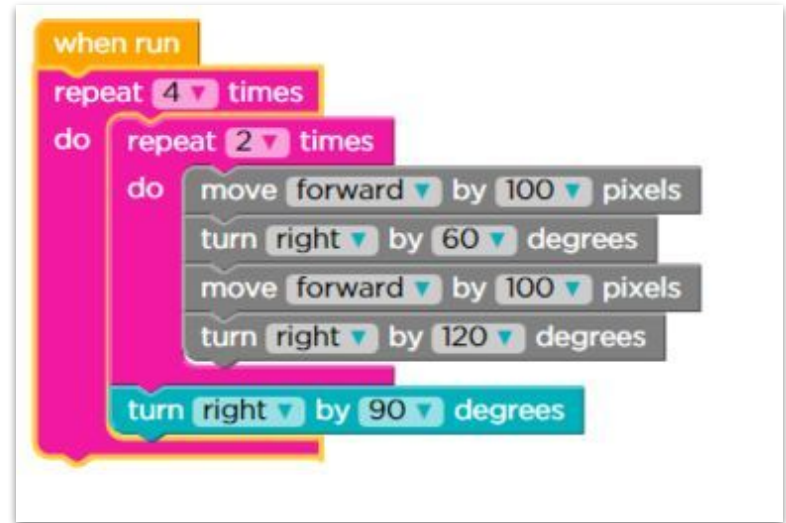 when run
repeat 4 times
do repeat 2 times
do move forward by 100 pixels
turn right by 60 degrees
move forward by 100 pixels
turn right by 120 degrees
turn right by 90 degrees